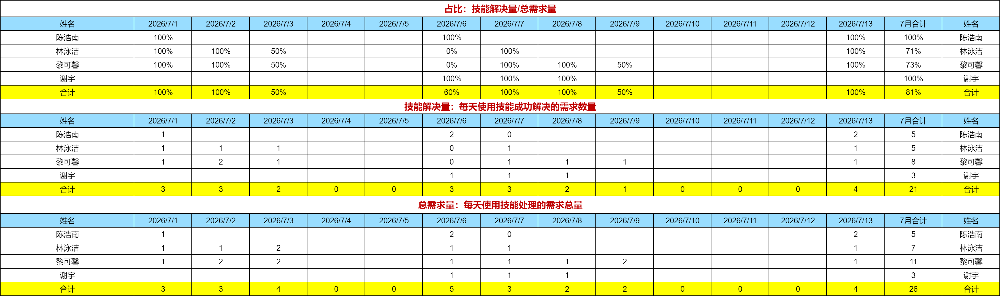 占比：技能解决量/总需求量
姓名 2026/7/1 2026/7/2 2026/7/3 2026/7/4 2026/7/5 2026/7/6 2026/7/7 2026/7/8 2026/7/9 2026/7/10 2026/7/11 2026/7/12 2026/7/13 7月合计 姓名
陈浩南 100% 100% 100% 100% 陈浩南
林泳洁 100% 100% 50% 0% 100% 100% 71% 林泳洁
黎可馨 100% 100% 50% 0% 100% 100% 50% 100% 73% 黎可馨
谢宇 100% 100% 100% 100% 谢宇
合计 100% 100% 50% 60% 100% 100% 50% 100% 81% 合计
技能解决量：每天使用技能成功解决的需求数量
姓名 2026/7/1 2026/7/2 2026/7/3 2026/7/4 2026/7/5 2026/7/6 2026/7/7 2026/7/8 2026/7/9 2026/7/10 2026/7/11 2026/7/12 2026/7/13 7月合计 姓名
陈浩南 1 2 0 2 5 陈浩南
林泳洁 1 1 1 0 1 1 5 林泳洁
黎可馨 1 2 1 0 1 1 1 1 8 黎可馨
谢宇 1 1 1 3 谢宇
合计 3 3 2 0 0 3 3 2 1 0 0 0 4 21 合计
总需求量：每天使用技能处理的需求总量
姓名 2026/7/1 2026/7/2 2026/7/3 2026/7/4 2026/7/5 2026/7/6 2026/7/7 2026/7/8 2026/7/9 2026/7/10 2026/7/11 2026/7/12 2026/7/13 7月合计 姓名
陈浩南 1 2 0 2 5 陈浩南
林泳洁 1 1 2 1 1 1 7 林泳洁
黎可馨 1 2 2 1 1 1 2 1 11 黎可馨
谢宇 1 1 1 3 谢宇
合计 3 3 4 0 0 5 3 2 2 0 0 0 4 26 合计